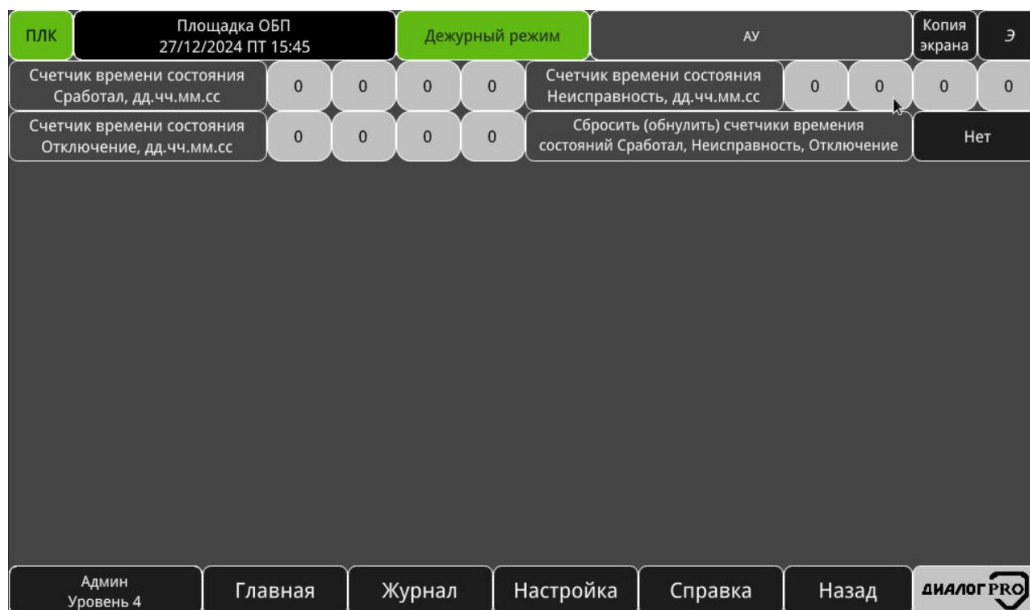 ПЛК
Площадка ОБП
27/12/2024 ПТ 15:45
Дежурный режим
АУ
Копия
экрана
Э
Счетчик времени состояния
Сработал, дд.чч.мм.сс
0 0 0 0
Счетчик времени состояния
Неисправность, дд.чч.мм.сс
0 0 0 0
Счетчик времени состояния
Отключение, дд.чч.мм.сс
0 0 0 0
Сбросить (обнулить) счетчики времения
состояний Сработал, Неисправность, Отключение
Нет
Админ
Уровень 4
Главная
Журнал
Настройка
Справка
Назад
ДИАЛОГ PRO